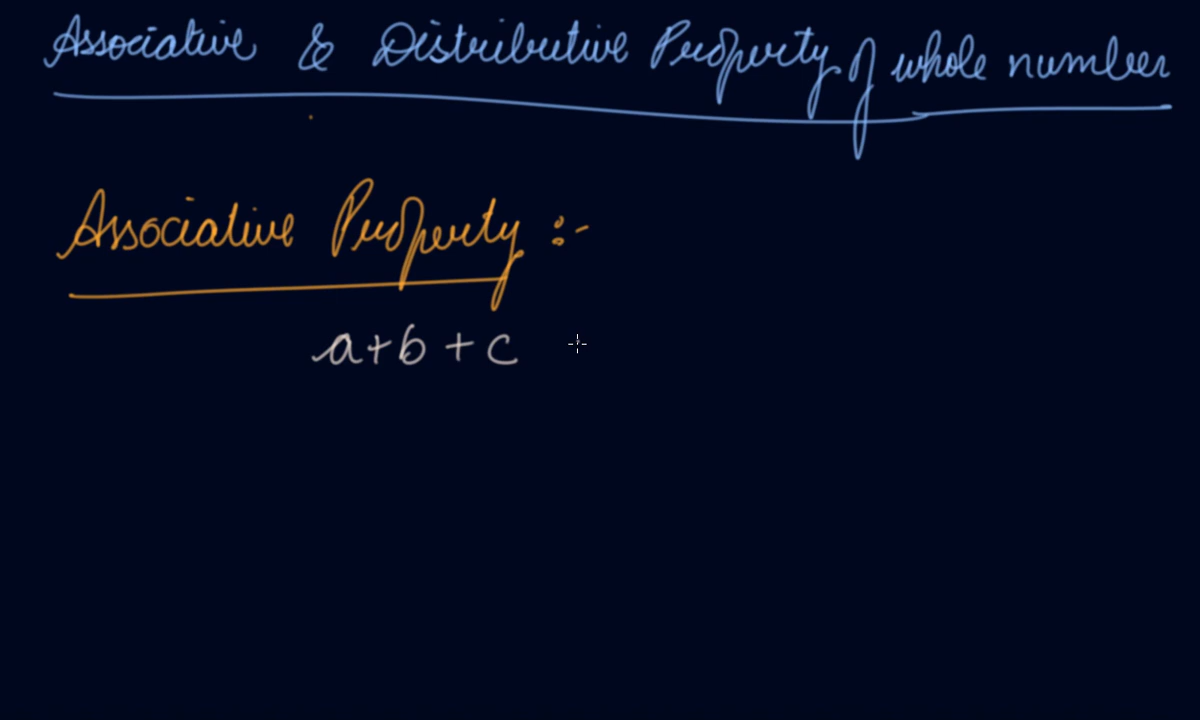 Associative & Distributive Property of whole number
Associative Property :-
a+b+c